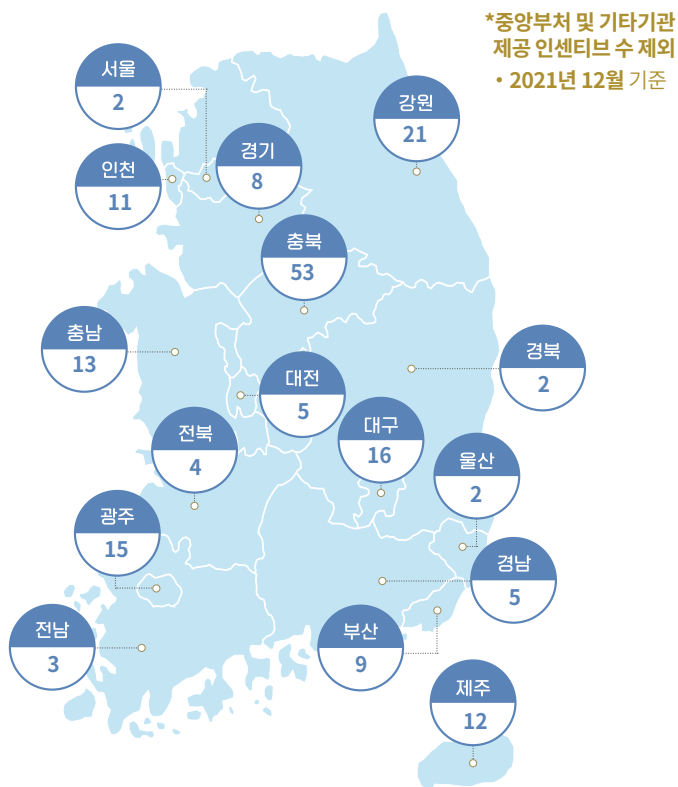 *중앙부처 및 기타기관
제공 인센티브 수 제외
• 2021년 12월 기준
서울
2
강원
21
경기
8
인천
11
충북
53
충남
13
경북
2
대전
5
대구
16
전북
4
울산
2
광주
15
경남
5
전남
3
부산
9
제주
12